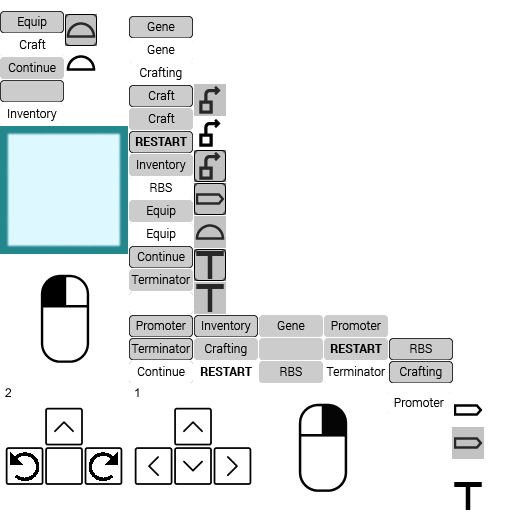 Equip
Craft
Continue
Inventory
Gene
Gene
Crafting
Craft
Craft
RESTART
Inventory
RBS
Equip
Equip
Continue
Terminator
Promoter Inventory Gene Promoter
Terminator Crafting RESTART RBS
Continue RESTART RBS Terminator Crafting
Promoter
2 1